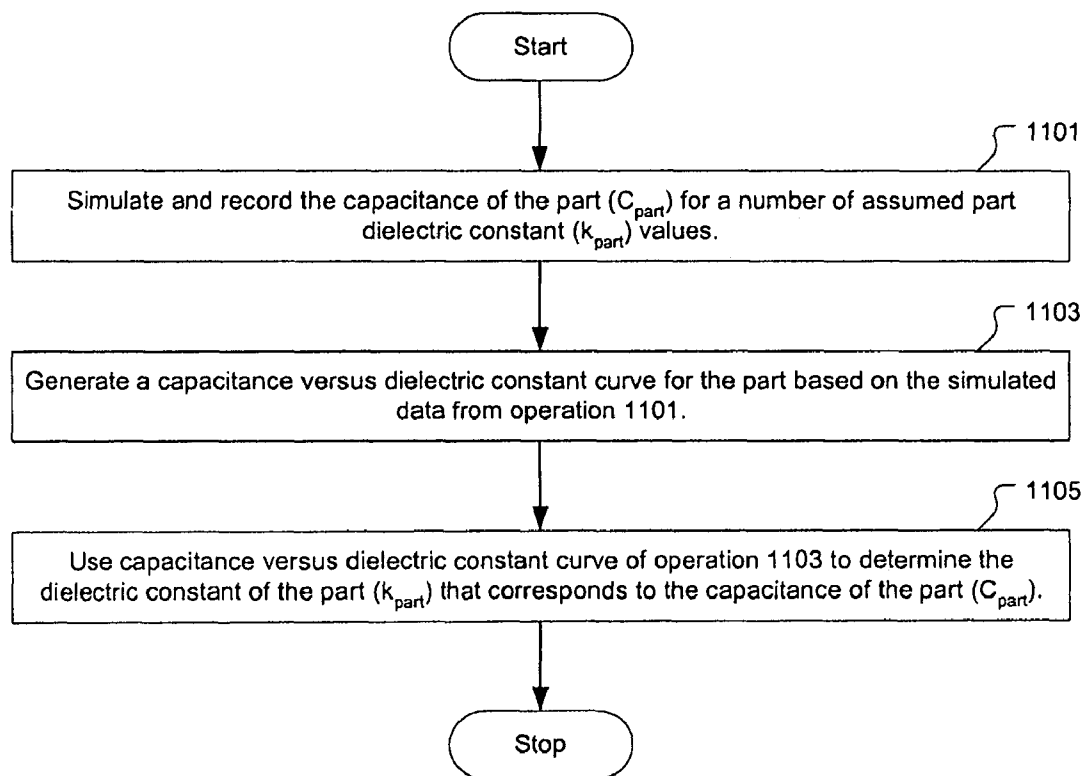 Start
1101
Simulate and record the capacitance of the part (C_part) for a number of assumed part
dielectric constant (k_part) values.
1103
Generate a capacitance versus dielectric constant curve for the part based on the simulated
data from operation 1101.
1105
Use capacitance versus dielectric constant curve of operation 1103 to determine the
dielectric constant of the part (k_part) that corresponds to the capacitance of the part (C_part).
Stop